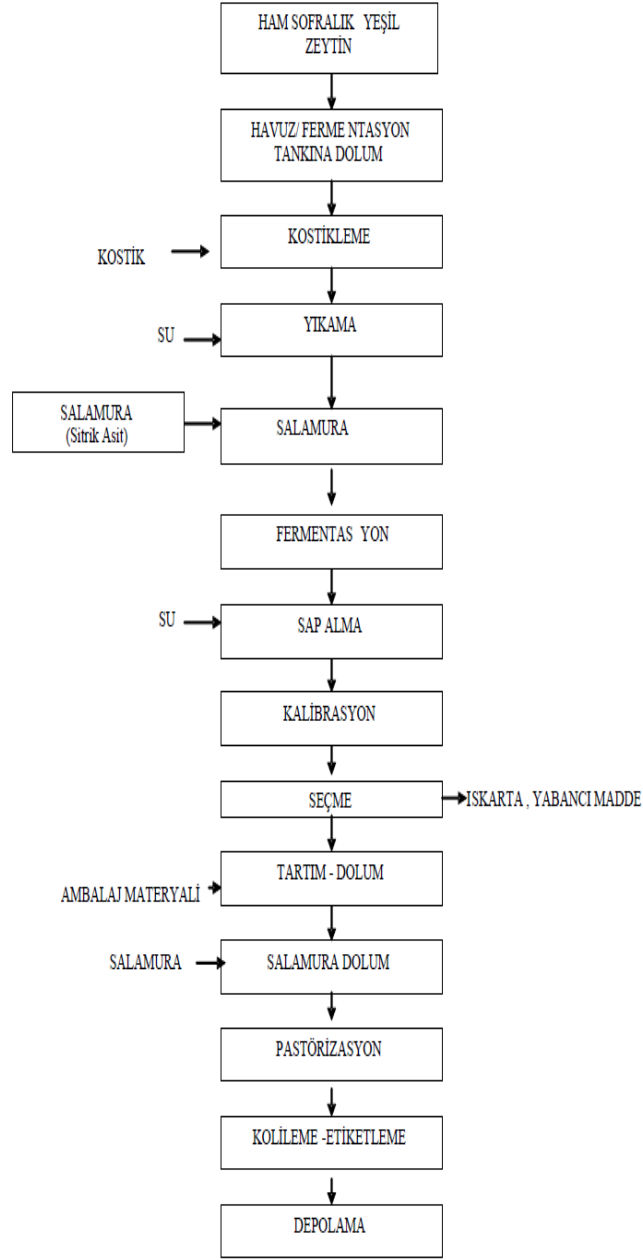 HAM SOFRALIK YEŞİL
ZEYTİN
HAVUZ/ FERME NTASYON
TANKINA DOLUM
KOSTİKLEME
KOSTİK
YIKAMA
SU
SALAMURA
(Sitrik Asit)
SALAMURA
FERMENTAS YON
SU
SAP ALMA
KALİBRASYON
SEÇME
ISKARTA , YABANCI MADDE
TARTIM - DOLUM
AMBALAJ MATERYALİ
SALAMURA
SALAMURA DOLUM
PASTÖRİZASYON
KOLİLEME -ETİKETLEME
DEPOLAMA